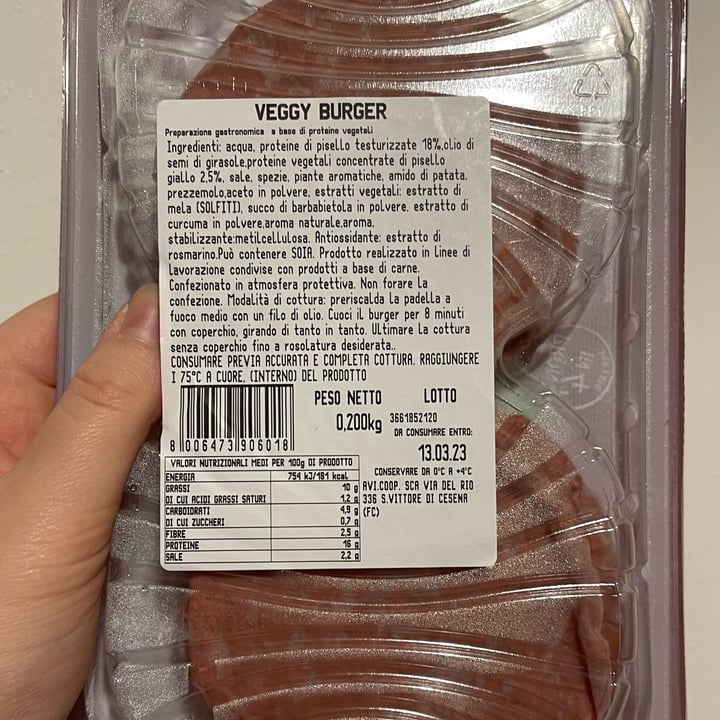 VEGGY BURGER
Preparazione gastronomica a base di proteine vegetali
Ingredienti: acqua, proteine di pisello testurizzate 18%,olio di
semi di girasole,proteine vegetali concentrate di pisello
giallo 2,5%, sale, spezie, piante aromatiche, amido di patata,
prezzemolo,aceto in polvere, estratti vegetali: estratto di
mela (SOLFITI), succo di barbabietola in polvere, estratto di
curcuma in polvere,aroma naturale,aroma,
stabilizzante:metilcellulosa. Antiossidante: estratto di
rosmarino.Può contenere SOIA. Prodotto realizzato in Linee di
lavorazione condivise con prodotti a base di carne.
Confezionato in atmosfera protettiva. Non forare la
confezione. Modalità di cottura: preriscalda la padella a
fuoco medio con un filo di olio. Cuoci il burger per 8 minuti
con coperchio, girando di tanto in tanto. Ultimare la cottura
senza coperchio fino a rosolatura desiderata..
CONSUMARE PREVIA ACCURATA E COMPLETA COTTURA. RAGGIUNGERE
I 75°C A CUORE, (INTERNO) DEL PRODOTTO
PESO NETTO LOTTO
0,200kg 3661852120
DA CONSUMARE ENTRO:
13.03.23
CONSERVARE DA 0°C A +4°C
AVI.COOP. SCA VIA DEL RIO
336 S.VITTORE DI CESENA
(FC)
8 006473 906018
VALORI NUTRIZIONALI MEDI PER 100g DI PRODOTTO
ENERGIA 754 kJ/181 kcal
GRASSI 10 g
DI CUI ACIDI GRASSI SATURI 1,2 g
CARBOIDRATI 4,9 g
DI CUI ZUCCHERI 0,7 g
FIBRE 2,5 g
PROTEINE 16 g
SALE 2,2 g